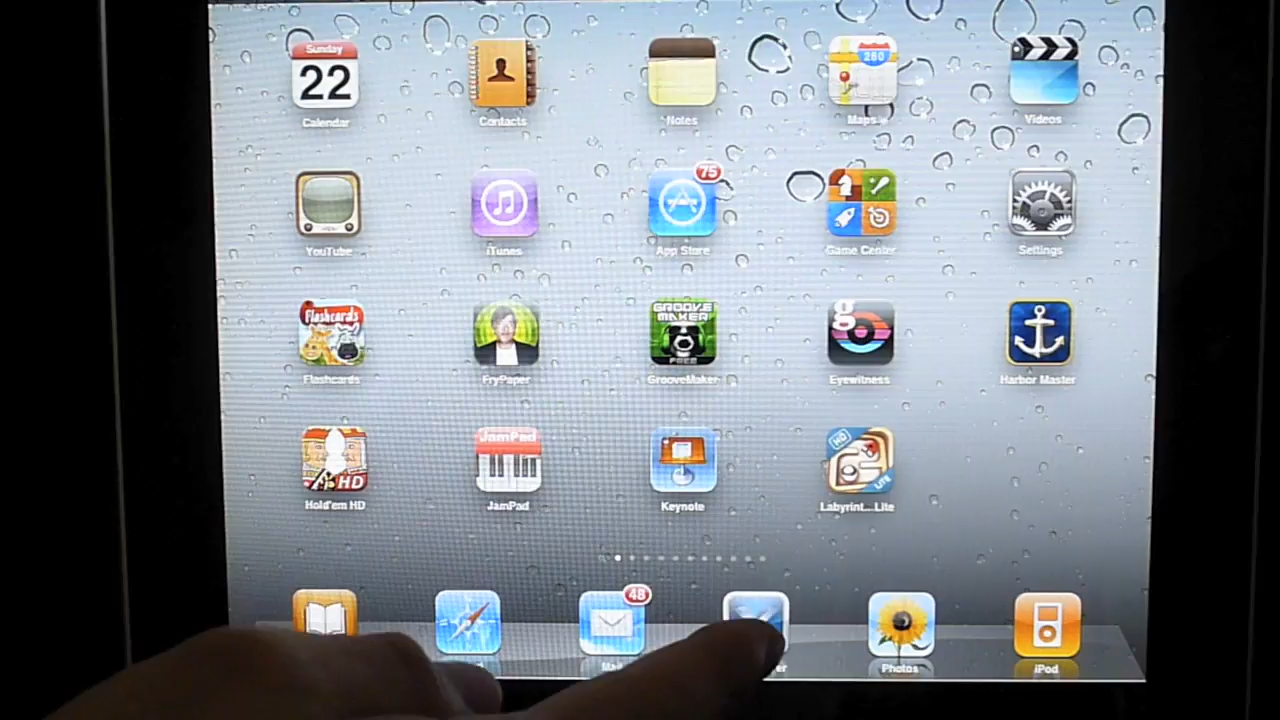 Sunday
22
280
Calendar
Contacts
Notes
Maps
Videos
75
YouTube
iTunes
App Store
Game Center
Settings
Flashcards
GROOVE
MAKER
FREE
g
Flashcards
FryPaper
GrooveMaker
Eyewitness
Harbor Master
HD
JamPad
HD
LITE
Hold'em HD
JamPad
Keynote
Labyrint...Lite
48
Photos
iPod